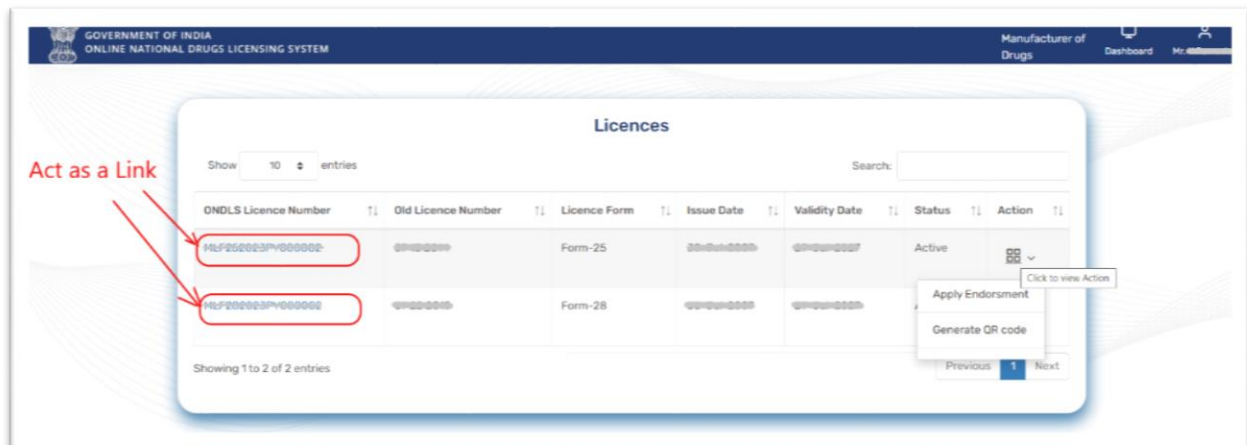 GOVERNMENT OF INDIA
ONLINE NATIONAL DRUGS LICENSING SYSTEM
Manufacturer of
Drugs
Dashboard
Mr.
Licences
Show 10 entries
Search:
Act as a Link
ONDLS Licence Number Old Licence Number Licence Form Issue Date Validity Date Status Action
Form-25 Active
Click to view Action
Apply Endorsment
Form-28
Generate QR code
Showing 1 to 2 of 2 entries
Previous 1 Next